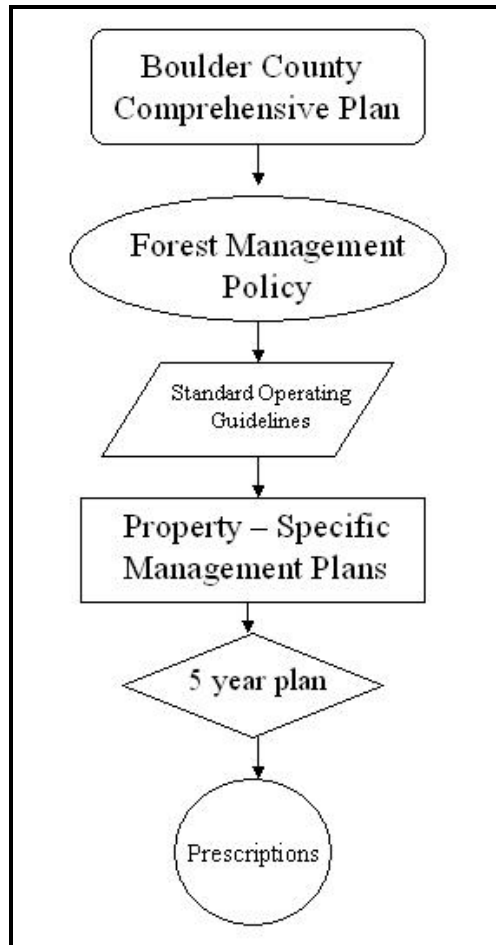 Boulder County
Comprehensive Plan
Forest Management
Policy
Standard Operating
Guidelines
Property – Specific
Management Plans
5 year plan
Prescriptions